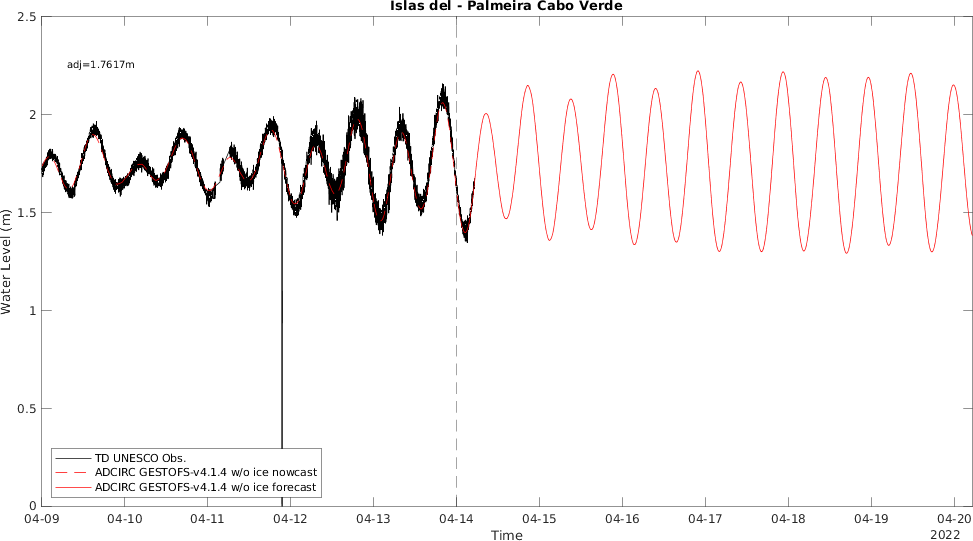 Islas del - Palmeira Cabo Verde
2.5
adj=1.7617m
2
1.5
Water Level (m)
1
0.5
TD UNESCO Obs.
ADCIRC GESTOFS-v4.1.4 w/o ice nowcast
ADCIRC GESTOFS-v4.1.4 w/o ice forecast
0
04-09 04-10 04-11 04-12 04-13 04-14 04-15 04-16 04-17 04-18 04-19 04-20
Time 2022